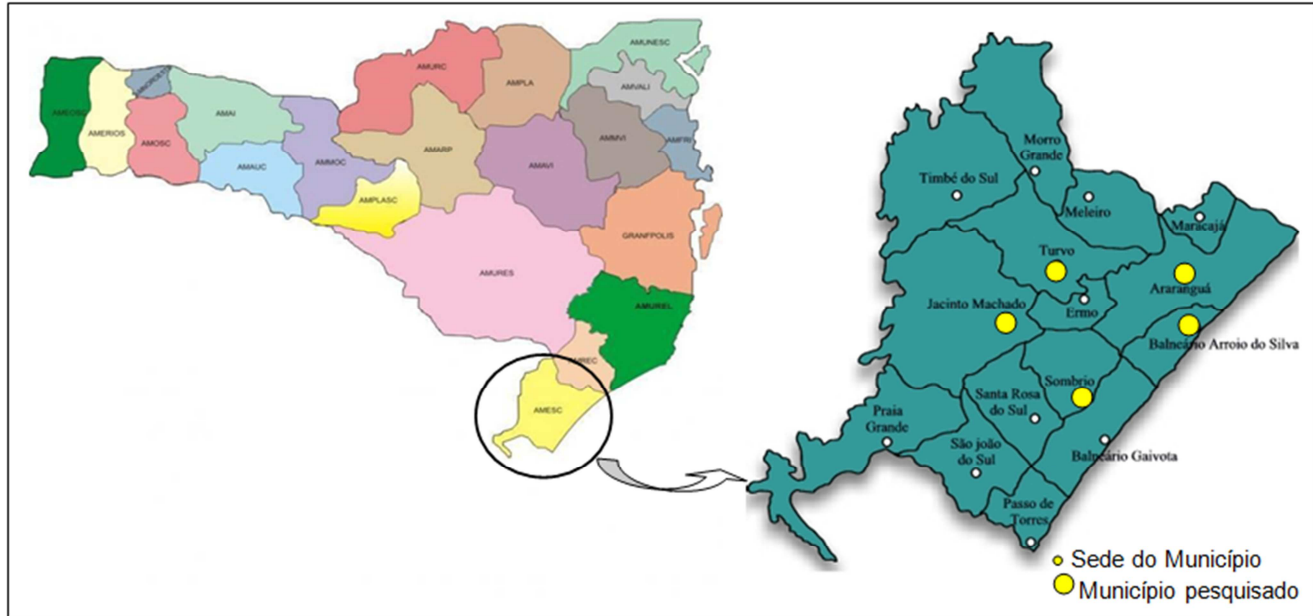 AMUNESC
AMURC
AMPLA
AMVALI
AMEOSC
AMERIOS
AMAI
AMOSC
AMMVI
AMFRI
AMARP
AMAUC
AMMOC
AMAVI
AMPLASC
GRANFPOLIS
AMURES
AMUREL
AMREC
AMESC
Morro
Grande
Timbé do Sul
Meleiro
Maracajá
Turvo
Araranguá
Jacinto Machado
Ermo
Balneário Arroio do Silva
Sombrio
Santa Rosa
do Sul
Praia
Grande
São joão
do Sul
Balneário Gaivota
Passo de
Torres
Sede do Município
Município pesquisado